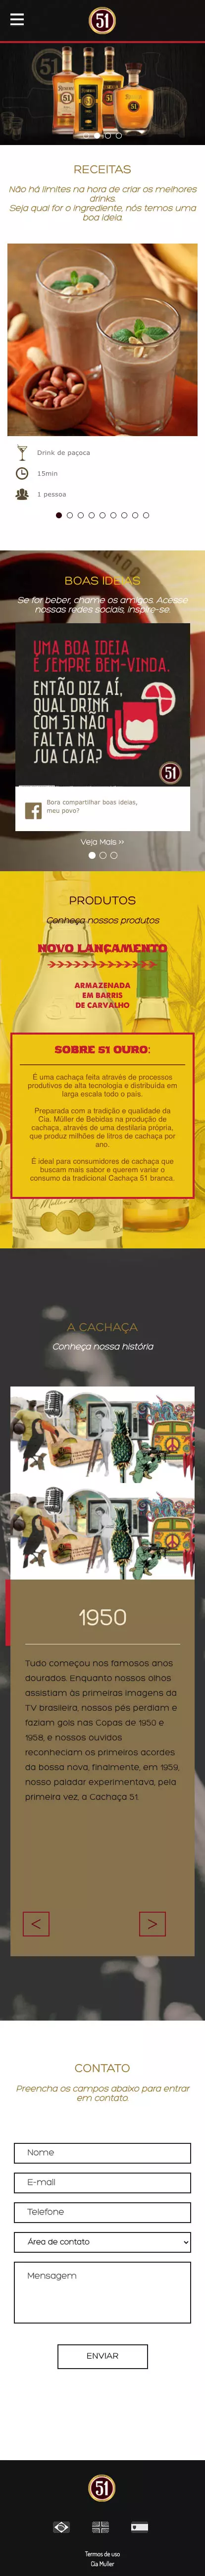 51
RESERVA
51
RECEITAS
Não há limites na hora de criar os melhores
drinks.
Seja qual for o ingrediente, nós temos uma
boa ideia.
Drink de paçoca
15min
1 pessoa
BOAS IDEIAS
Se for beber, chame os amigos. Acesse
nossas redes sociais, inspire-se.
UMA BOA IDEIA
É SEMPRE BEM-VINDA.
ENTÃO DIZ AÍ,
QUAL DRINK
COM 51 NÃO
FALTA NA
SUA CASA?
51
Bora compartilhar boas ideias,
meu povo?
Veja Mais >>
PRODUTOS
Conheça nossos produtos
NOVO LANÇAMENTO
ARMAZENADA
EM BARRIS
DE CARVALHO
SOBRE 51 OURO:
É uma cachaça feita através de processos
produtivos de alta tecnologia e distribuída em
larga escala todo o país.
Preparada com a tradição e qualidade da
Cia. Müller de Bebidas na produção de
cachaça, através de uma destilaria própria,
que produz milhões de litros de cachaça por
ano.
É ideal para consumidores de cachaça que
buscam mais sabor e querem variar o
consumo da tradicional Cachaça 51 branca.
A CACHAÇA
Conheça nossa história
1950
Tudo começou nos famosos anos
dourados. Enquanto nossos olhos
assistiam às primeiras imagens da
TV brasileira, nossos pés perdiam e
faziam gols nas Copas de 1950 e
1958, e nossos ouvidos
reconheciam os primeiros acordes
da bossa nova, finalmente, em 1959,
nosso paladar experimentava, pela
primeira vez, a Cachaça 51.
< >
CONTATO
Preencha os campos abaixo para entrar
em contato.
Nome
E-mail
Telefone
Área de contato
Mensagem
ENVIAR
51
Termos de uso
Cia Muller